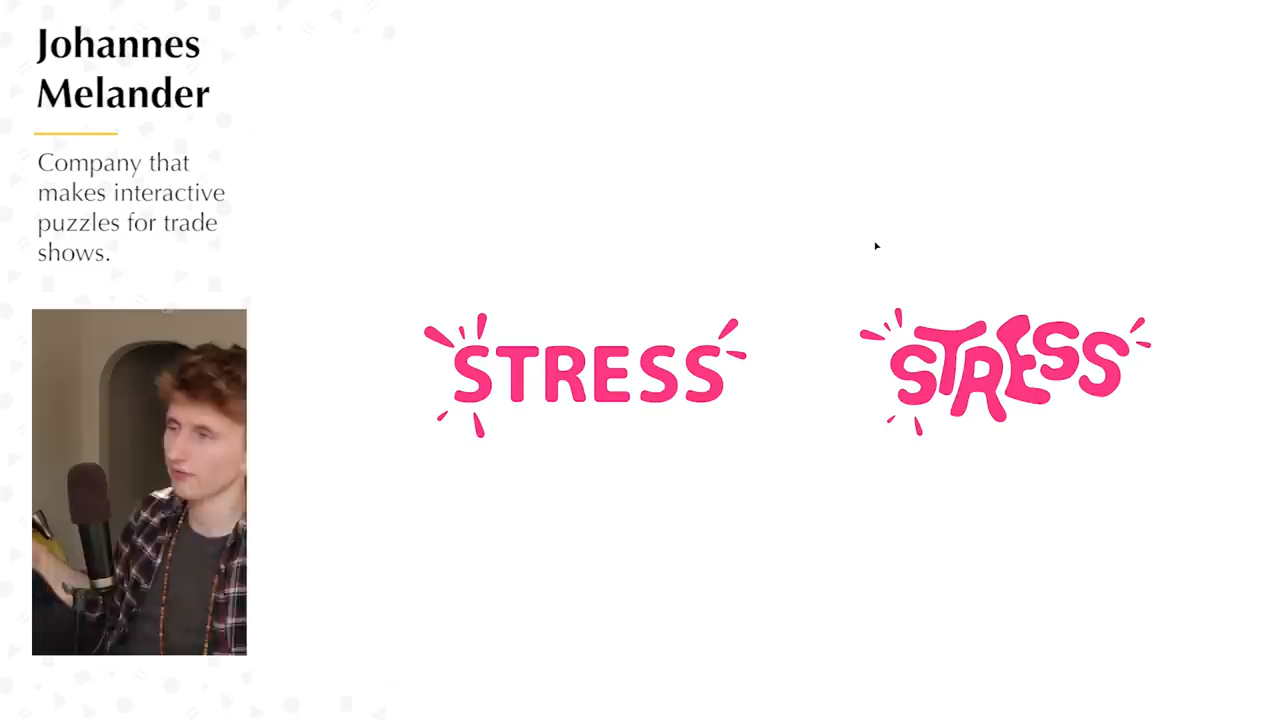 Johannes
Melander
Company that
makes interactive
puzzles for trade
shows.
STRESS
STRESS